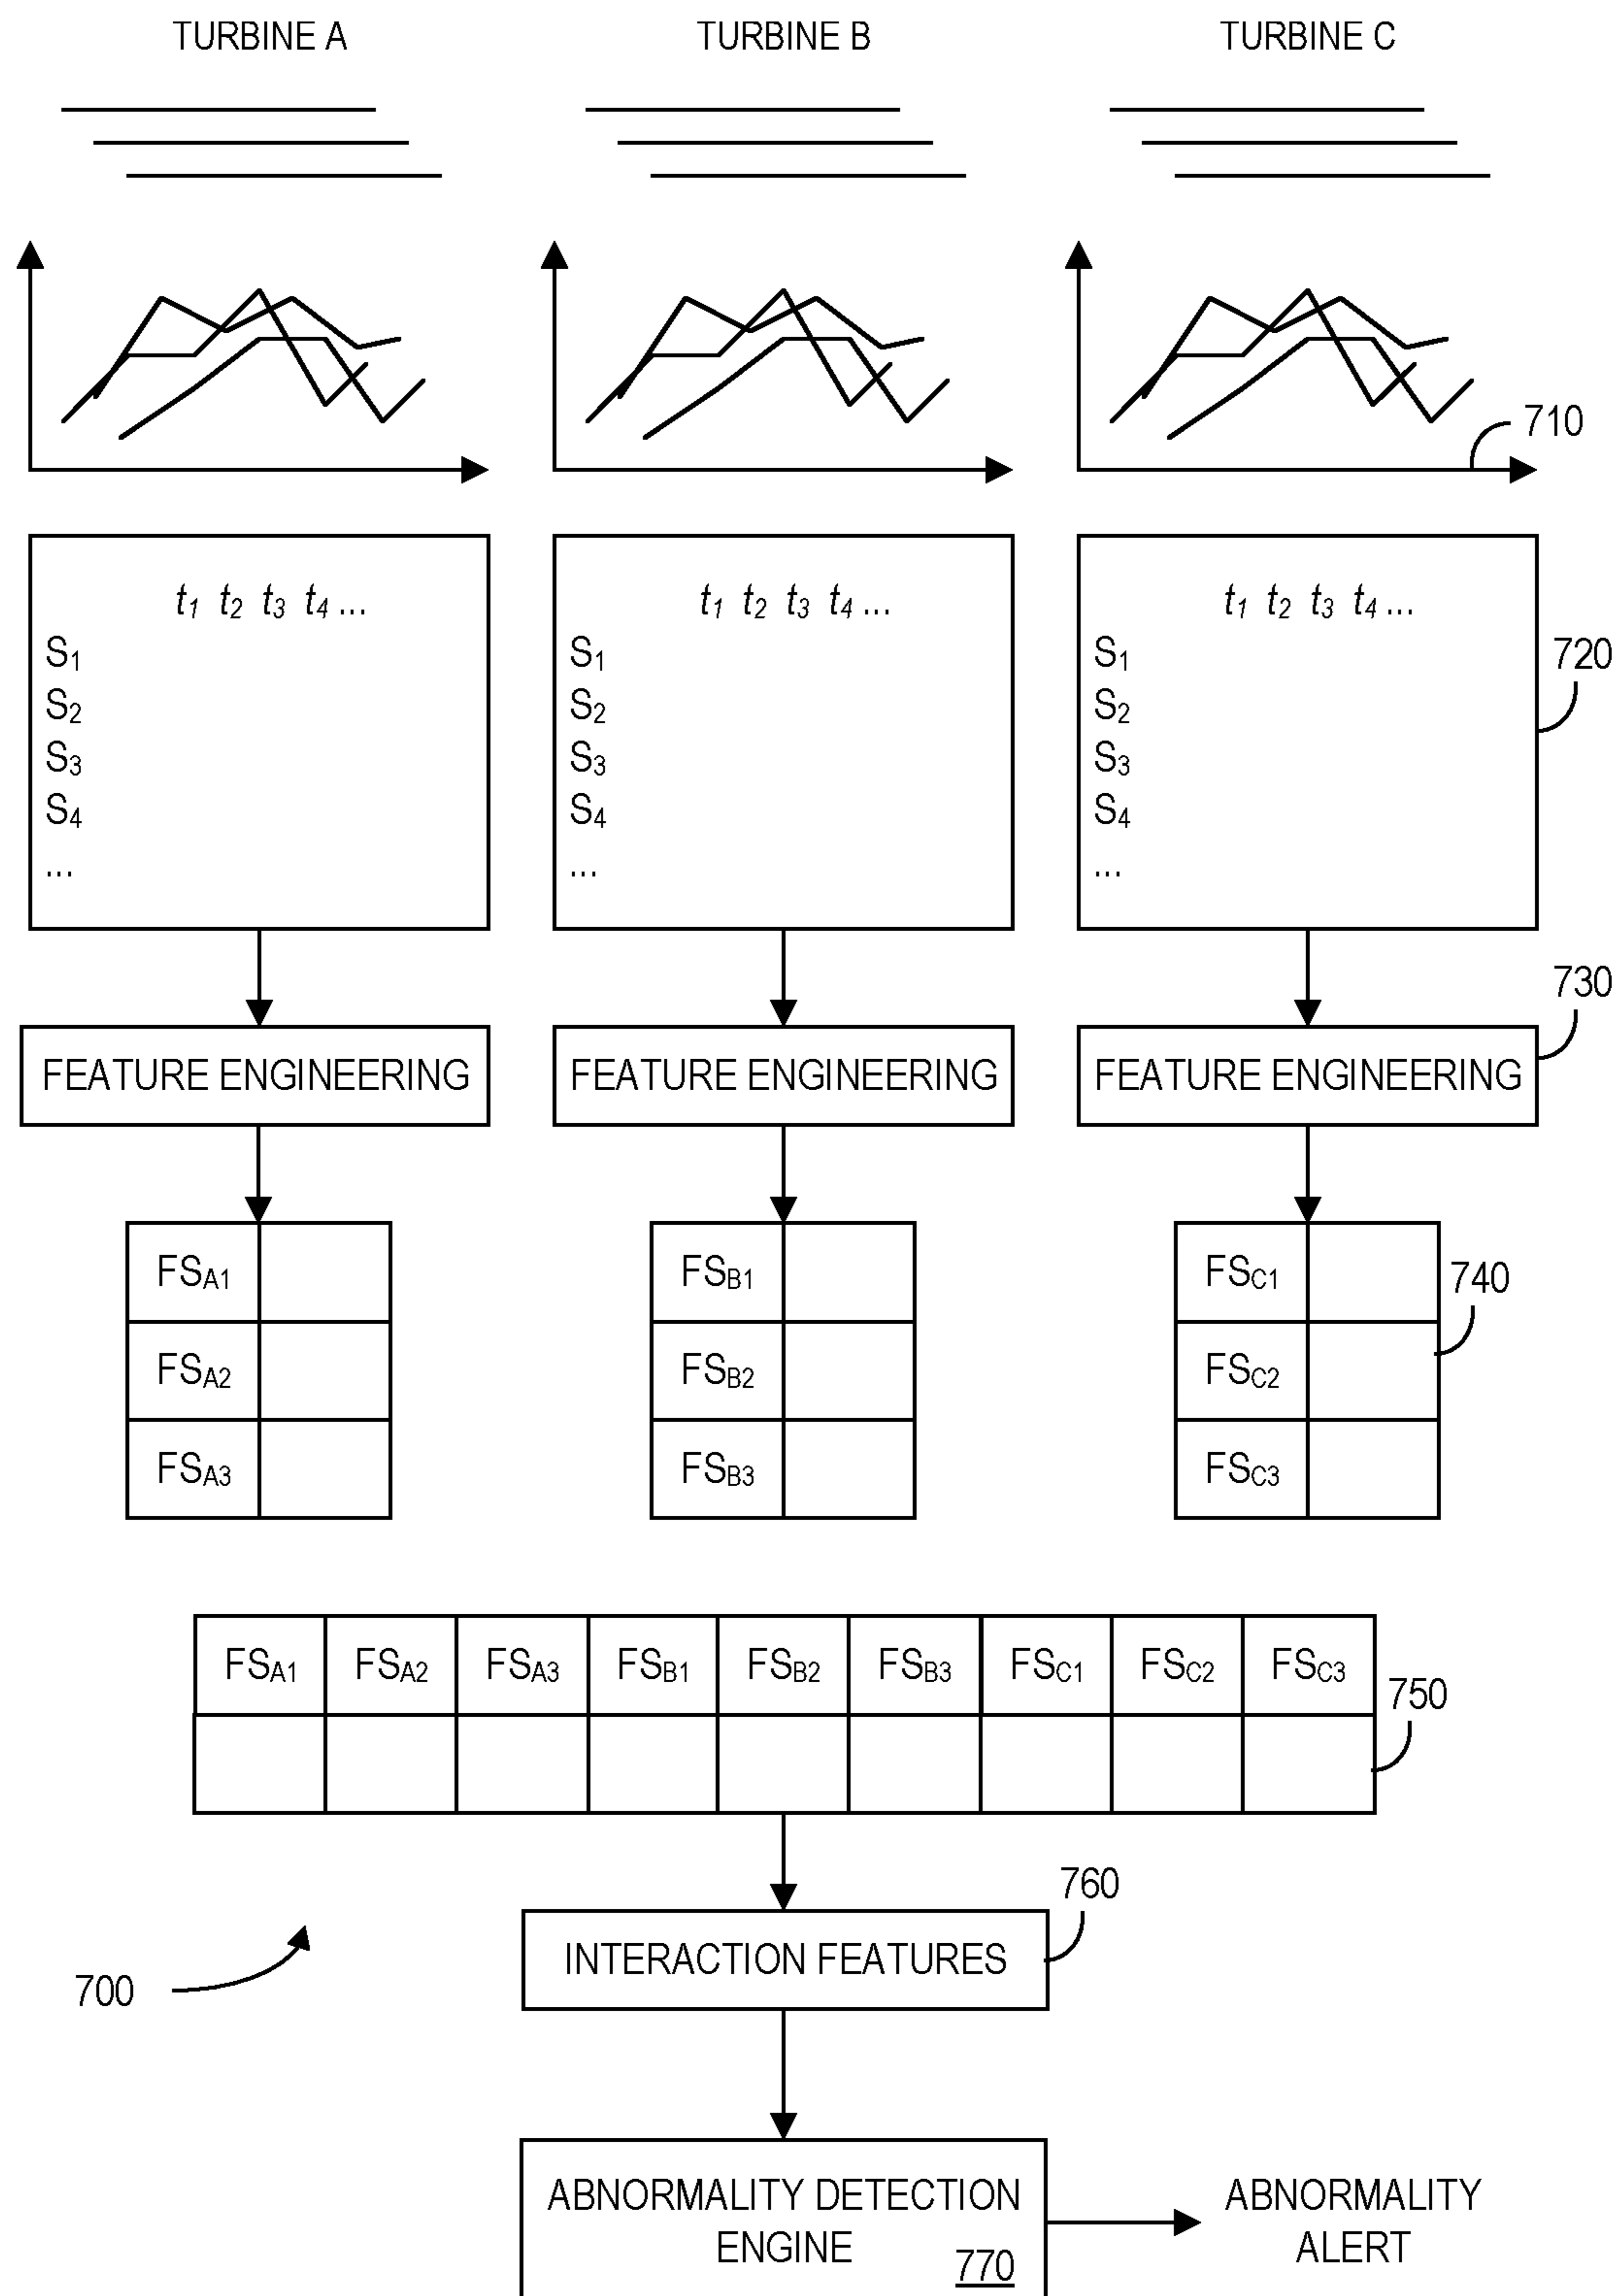 TURBINE A TURBINE B TURBINE C
710
t1 t2 t3 t4 ... t1 t2 t3 t4 ... t1 t2 t3 t4 ...
S1 S1 S1
720
S2 S2 S2
S3 S3 S3
S4 S4 S4
... ... ...
730
FEATURE ENGINEERING FEATURE ENGINEERING FEATURE ENGINEERING
FSA1 FSB1 FSC1
740
FSA2 FSB2 FSC2
FSA3 FSB3 FSC3
FSA1 FSA2 FSA3 FSB1 FSB2 FSB3 FSC1 FSC2 FSC3
750
760
INTERACTION FEATURES
700
ABNORMALITY DETECTION
ENGINE
770
ABNORMALITY
ALERT